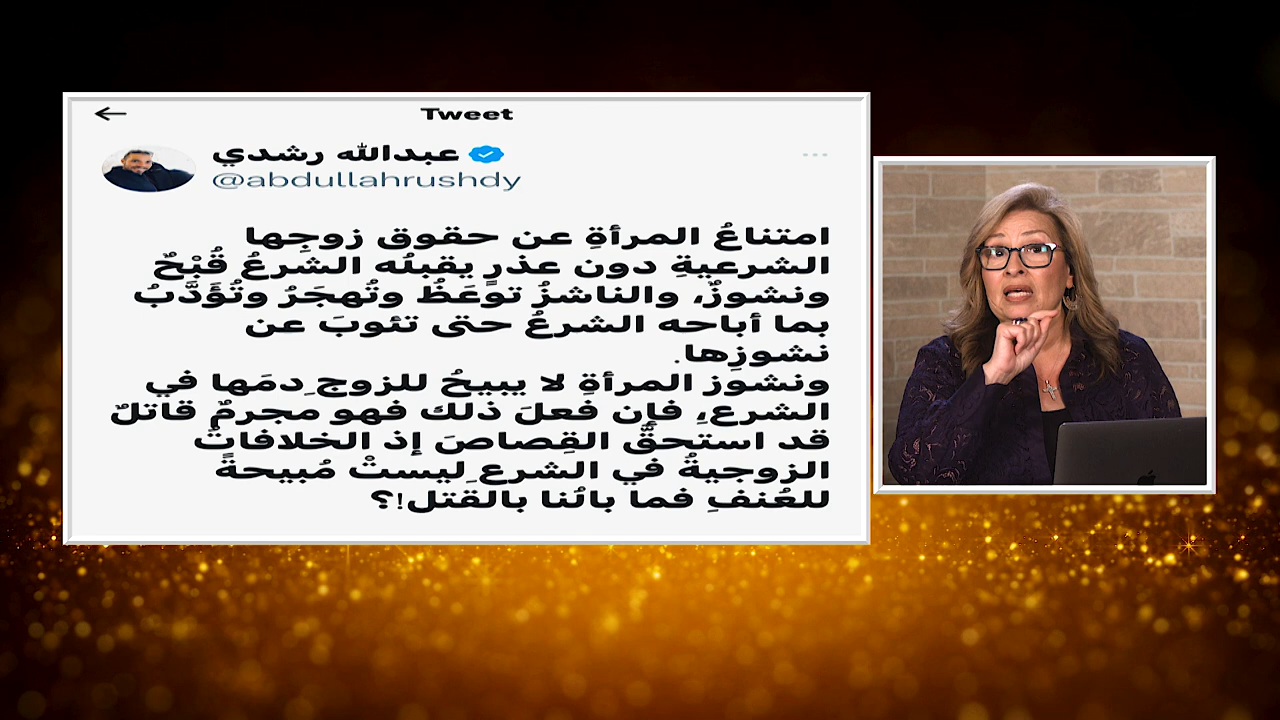 Tweet
عبدالله رشدي
@abdullahrushdy
امتناعُ المرأةِ عن حقوق زوجِها
الشرعيةِ دون عذرٍ يقبلُه الشرعُ قُبْحٌ
ونشوزٌ، والناشزُ توعَظُ وتُهجَرُ وتُؤَدَّبُ
بما أباحه الشرعُ حتى تئوبَ عن
نشوزِها.
ونشوز المرأةِ لا يبيحُ للزوجِ دمَها في
الشرعِ، فإن فعلَ ذلك فهو مجرمٌ قاتلٌ
قد استحقَّ القِصاصَ إذ الخلافاتُ
الزوجيةُ في الشرعِ ليستْ مُبيحةً
للعُنفِ فما بالُنا بالقتل!؟